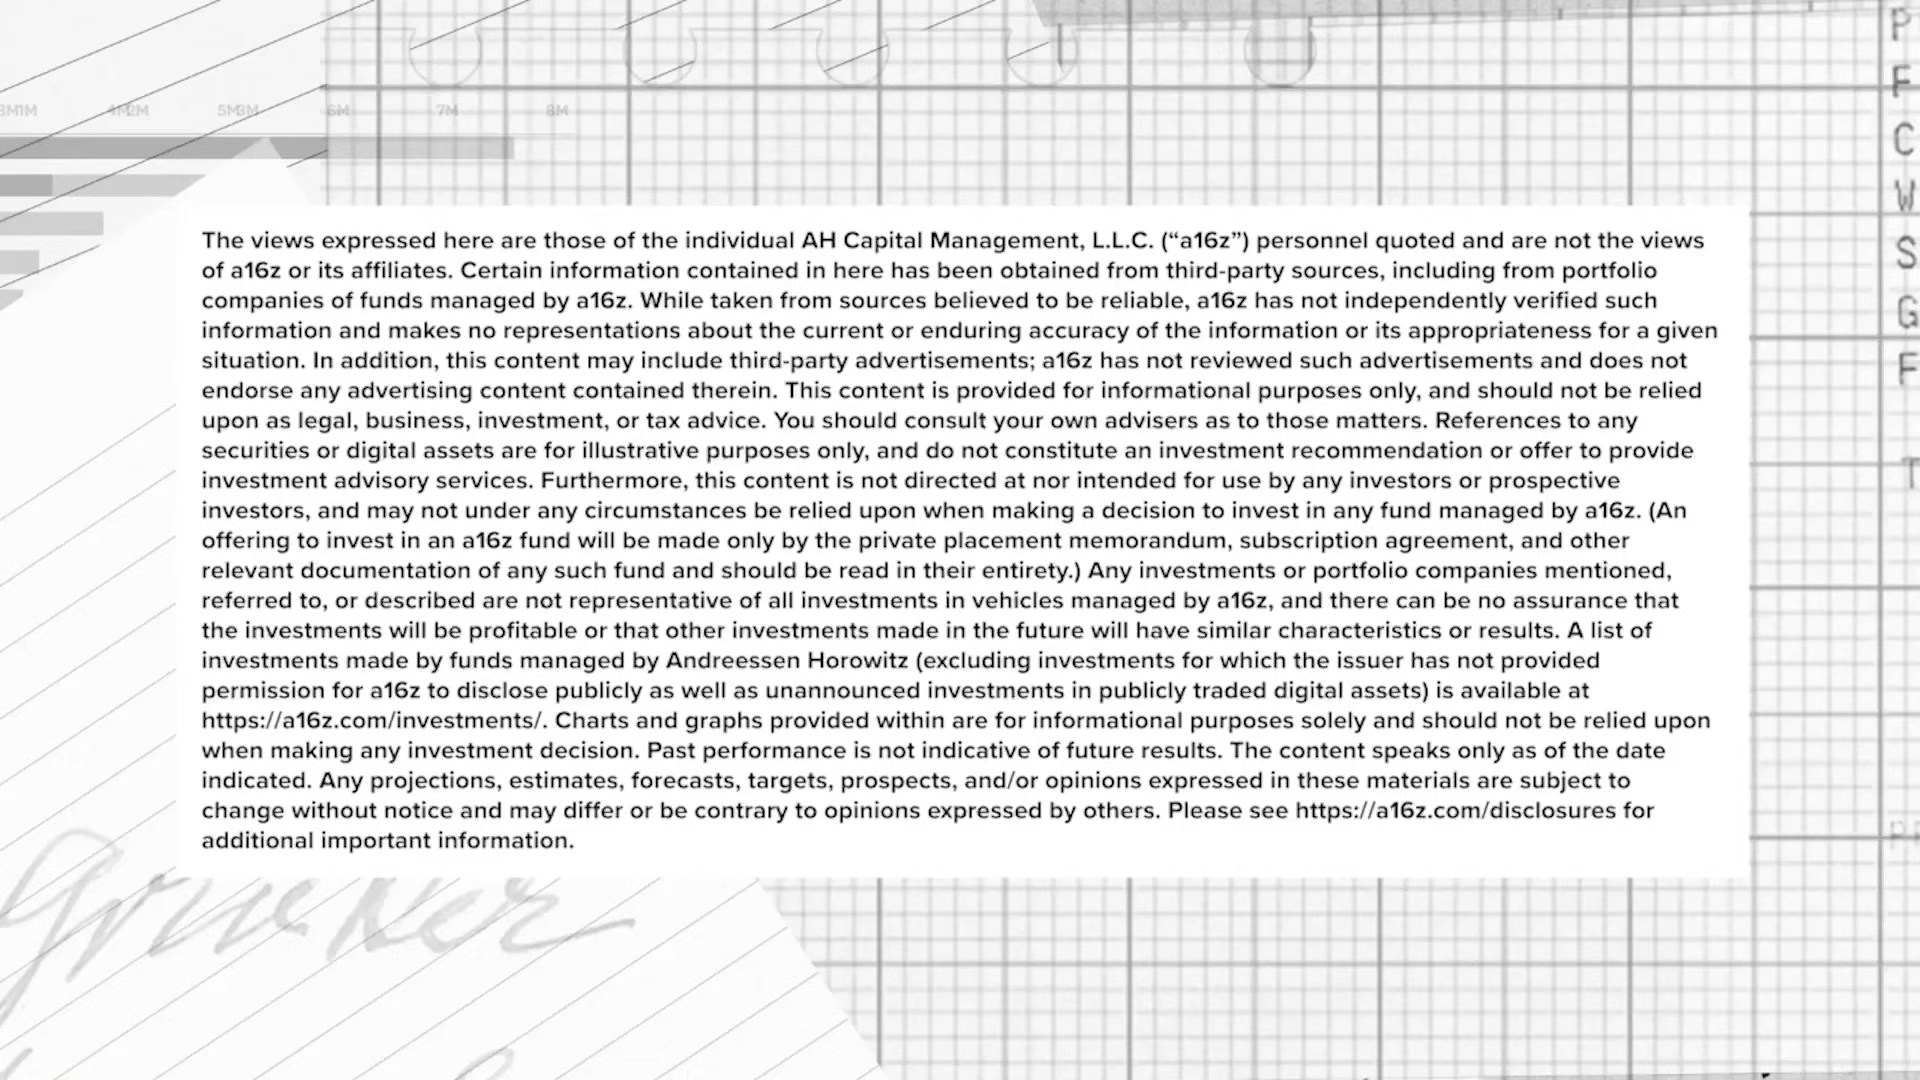 3M1M 4M2M 5M3M 6M 7M 8M
The views expressed here are those of the individual AH Capital Management, L.L.C. (“a16z”) personnel quoted and are not the views
of a16z or its affiliates. Certain information contained in here has been obtained from third-party sources, including from portfolio
companies of funds managed by a16z. While taken from sources believed to be reliable, a16z has not independently verified such
information and makes no representations about the current or enduring accuracy of the information or its appropriateness for a given
situation. In addition, this content may include third-party advertisements; a16z has not reviewed such advertisements and does not
endorse any advertising content contained therein. This content is provided for informational purposes only, and should not be relied
upon as legal, business, investment, or tax advice. You should consult your own advisers as to those matters. References to any
securities or digital assets are for illustrative purposes only, and do not constitute an investment recommendation or offer to provide
investment advisory services. Furthermore, this content is not directed at nor intended for use by any investors or prospective
investors, and may not under any circumstances be relied upon when making a decision to invest in any fund managed by a16z. (An
offering to invest in an a16z fund will be made only by the private placement memorandum, subscription agreement, and other
relevant documentation of any such fund and should be read in their entirety.) Any investments or portfolio companies mentioned,
referred to, or described are not representative of all investments in vehicles managed by a16z, and there can be no assurance that
the investments will be profitable or that other investments made in the future will have similar characteristics or results. A list of
investments made by funds managed by Andreessen Horowitz (excluding investments for which the issuer has not provided
permission for a16z to disclose publicly as well as unannounced investments in publicly traded digital assets) is available at
https://a16z.com/investments/. Charts and graphs provided within are for informational purposes solely and should not be relied upon
when making any investment decision. Past performance is not indicative of future results. The content speaks only as of the date
indicated. Any projections, estimates, forecasts, targets, prospects, and/or opinions expressed in these materials are subject to
change without notice and may differ or be contrary to opinions expressed by others. Please see https://a16z.com/disclosures for
additional important information.
P
F
C
W
S
G
F
T